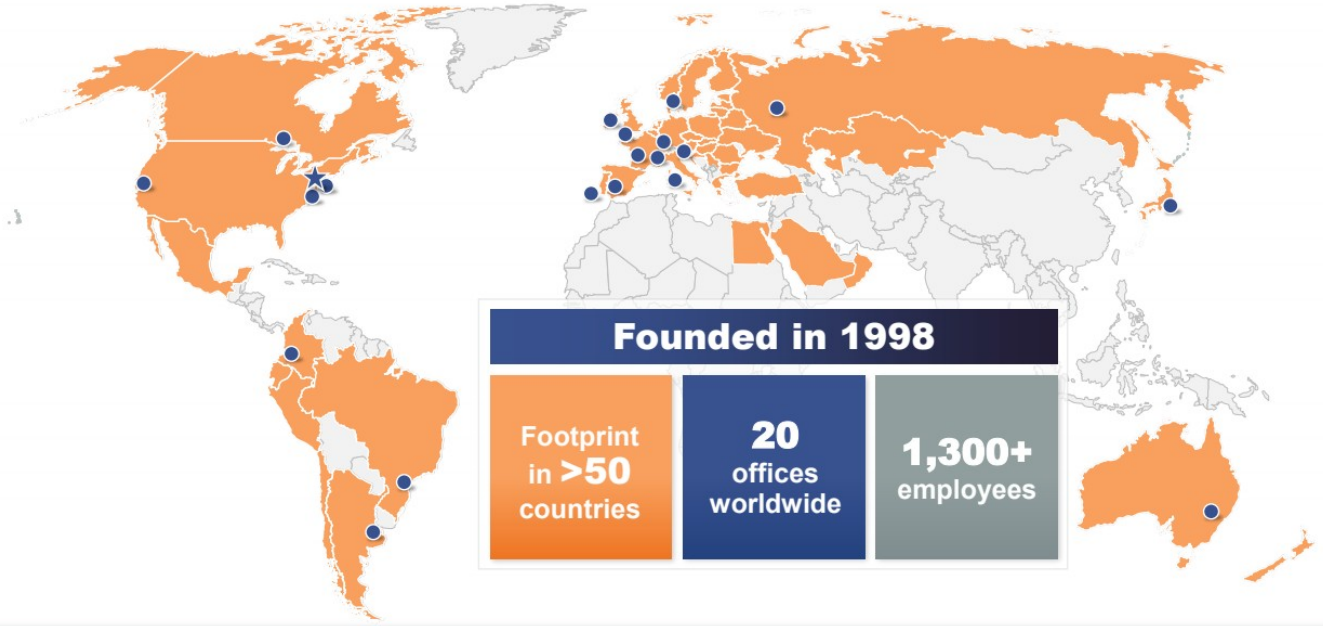 Founded in 1998
Footprint
in >50
countries
20
offices
worldwide
1,300+
employees